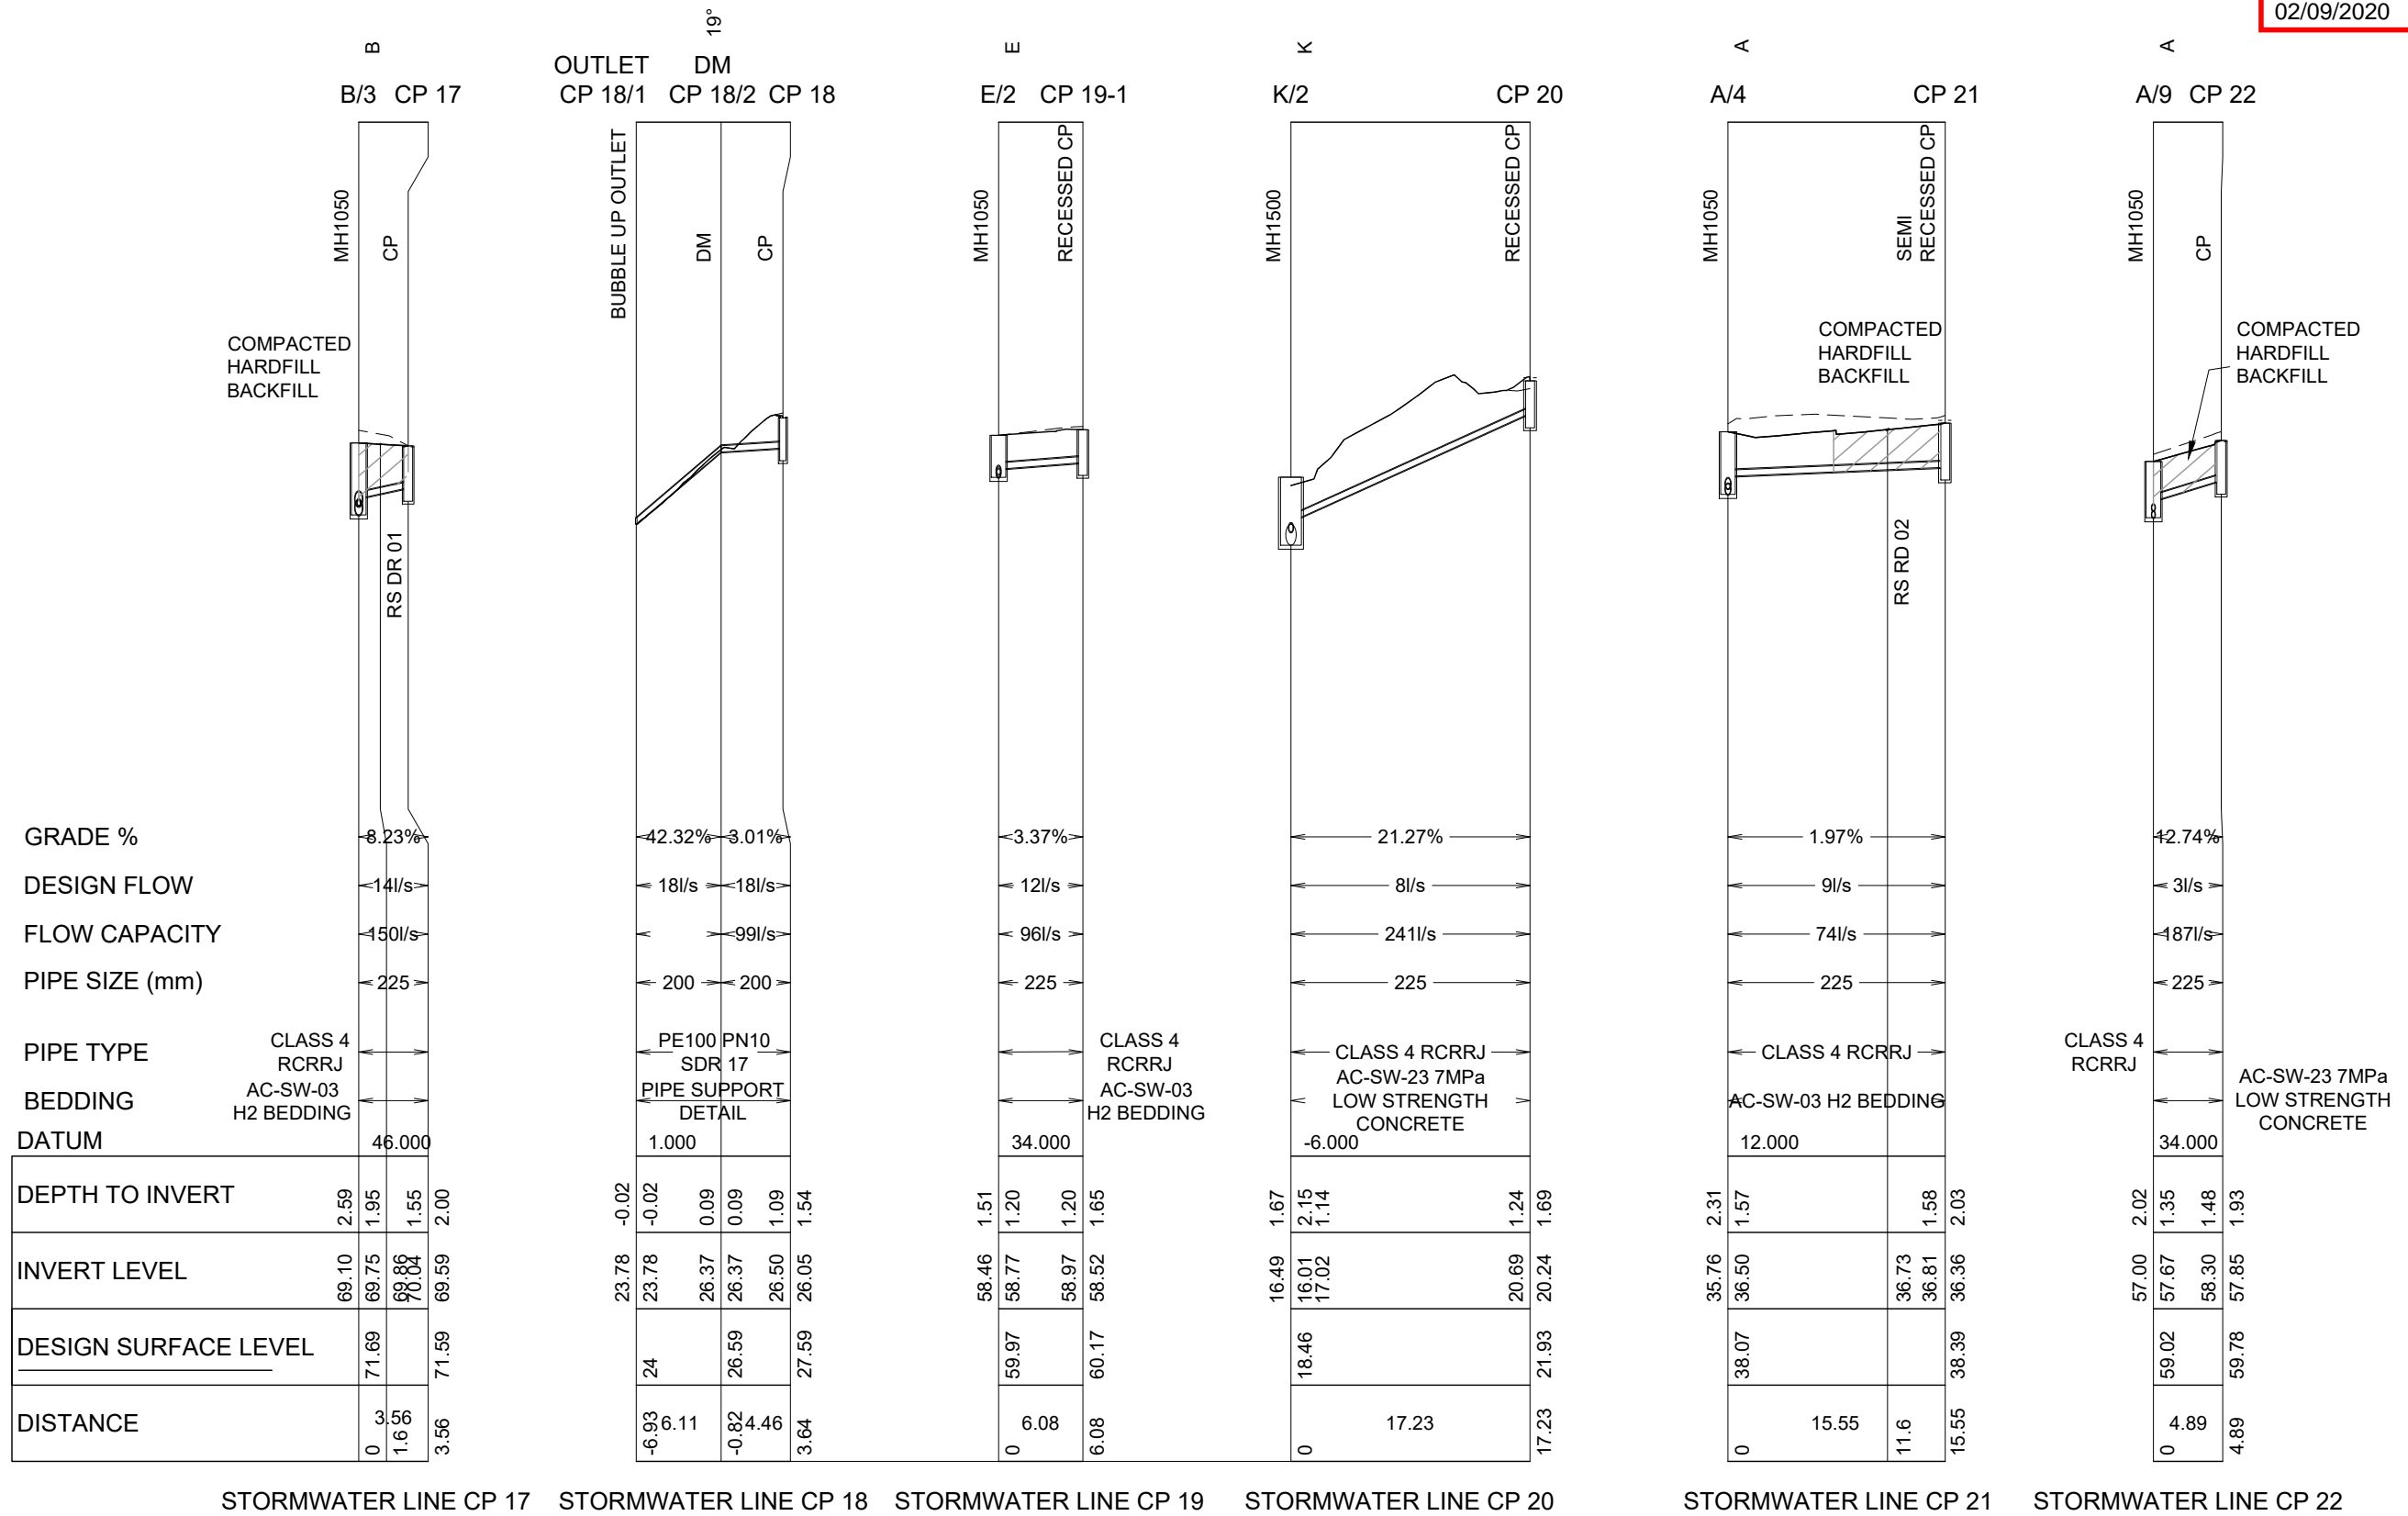 02/09/2020
B
19°
E
K
A
A
OUTLET DM
B/3 CP 17
CP 18/1 CP 18/2 CP 18
E/2 CP 19-1
K/2 CP 20
A/4 CP 21
A/9 CP 22
MH1050
CP
BUBBLE UP OUTLET
DM
CP
MH1050
RECESSED CP
MH1500
RECESSED CP
MH1050
SEMI
RECESSED CP
MH1050
CP
COMPACTED
HARDFILL
BACKFILL
COMPACTED
HARDFILL
BACKFILL
COMPACTED
HARDFILL
BACKFILL
RS DR 01
RS RD 02
GRADE % 8.23% 42.32% 3.01% 3.37% 21.27% 1.97% 12.74%
DESIGN FLOW 14l/s 18l/s 18l/s 12l/s 8l/s 9l/s 3l/s
FLOW CAPACITY 150l/s 99l/s 96l/s 241l/s 74l/s 187l/s
PIPE SIZE (mm) 225 200 200 225 225 225 225
PIPE TYPE
CLASS 4
RCRRJ
PE100 PN10
SDR 17
CLASS 4
RCRRJ
CLASS 4 RCRRJ
CLASS 4 RCRRJ
CLASS 4
RCRRJ
BEDDING
AC-SW-03
H2 BEDDING
PIPE SUPPORT
DETAIL
AC-SW-03
H2 BEDDING
AC-SW-23 7MPa
LOW STRENGTH
CONCRETE
AC-SW-03 H2 BEDDING
AC-SW-23 7MPa
LOW STRENGTH
CONCRETE
DATUM 46.000 1.000 34.000 -6.000 12.000 34.000
DEPTH TO INVERT 2.59 1.95 1.55 2.00 -0.02 -0.02 0.09 0.09 1.09 1.54 1.51 1.20 1.20 1.65 1.67 2.15 1.14 1.24 1.69 2.31 1.57 1.58 2.03 2.02 1.35 1.48 1.93
INVERT LEVEL 69.10 69.75 69.86 70.04 69.59 23.78 23.78 26.37 26.37 26.50 26.05 58.46 58.77 58.97 58.52 16.49 16.01 17.02 20.69 20.24 35.76 36.50 36.73 36.81 36.36 57.00 57.67 58.30 57.85
DESIGN SURFACE LEVEL 71.69 71.59 24 26.59 27.59 59.97 60.17 18.46 21.93 38.07 38.39 59.02 59.78
DISTANCE 0 3.56 1.6 3.56 -6.93 6.11 -0.82 4.46 3.64 0 6.08 6.08 0 17.23 17.23 0 15.55 11.6 15.55 0 4.89 4.89
STORMWATER LINE CP 17 STORMWATER LINE CP 18 STORMWATER LINE CP 19 STORMWATER LINE CP 20 STORMWATER LINE CP 21 STORMWATER LINE CP 22